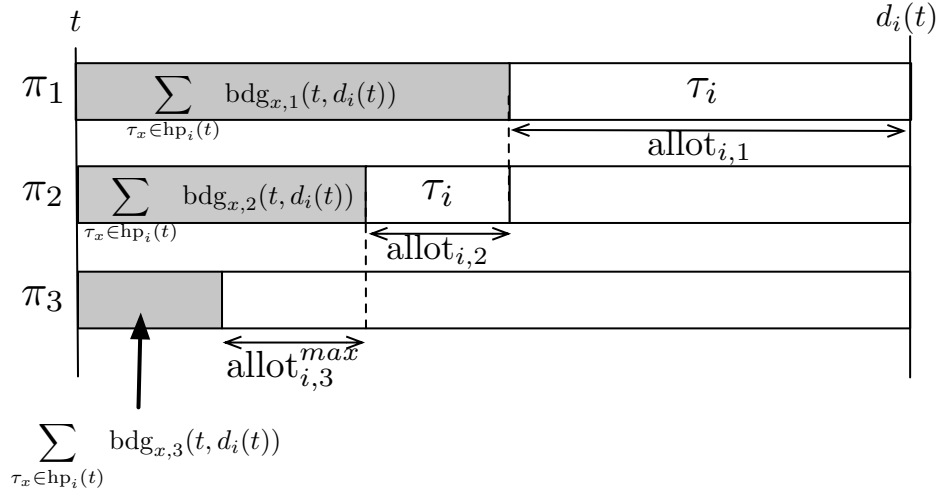 t d_i(t)
π_1 ∑_{τ_x∈hp_i(t)} bdg_{x,1}(t, d_i(t)) τ_i
allot_{i,1}
π_2 ∑_{τ_x∈hp_i(t)} bdg_{x,2}(t, d_i(t)) τ_i
allot_{i,2}
π_3
allot_{i,3}^{max}
∑_{τ_x∈hp_i(t)} bdg_{x,3}(t, d_i(t))